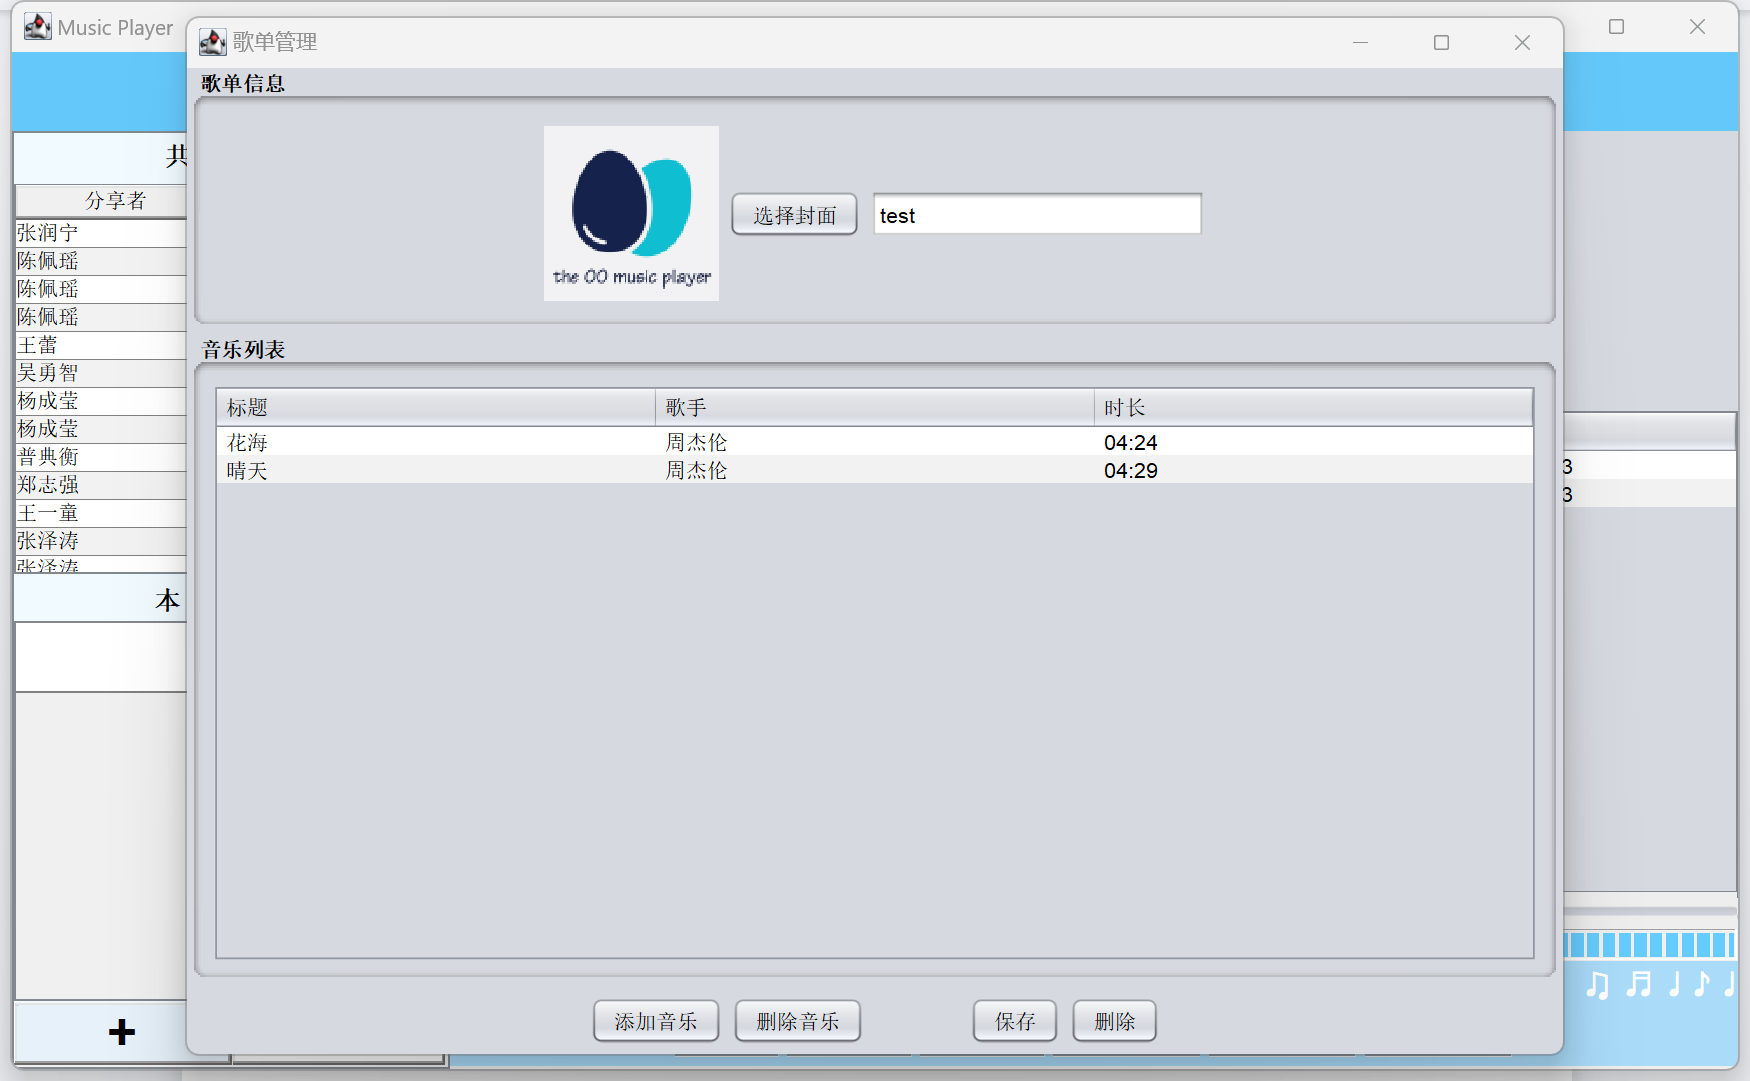 Music Player
歌单管理
歌单信息
the OO music player
选择封面
test
共
分享者
张润宁
陈佩瑶
陈佩瑶
陈佩瑶
王蕾
吴勇智
杨成莹
杨成莹
普典衡
郑志强
王一童
张泽涛
张泽涛
本
音乐列表
标题 歌手 时长
花海 周杰伦 04:24
晴天 周杰伦 04:29
3
3
添加音乐 删除音乐 保存 删除